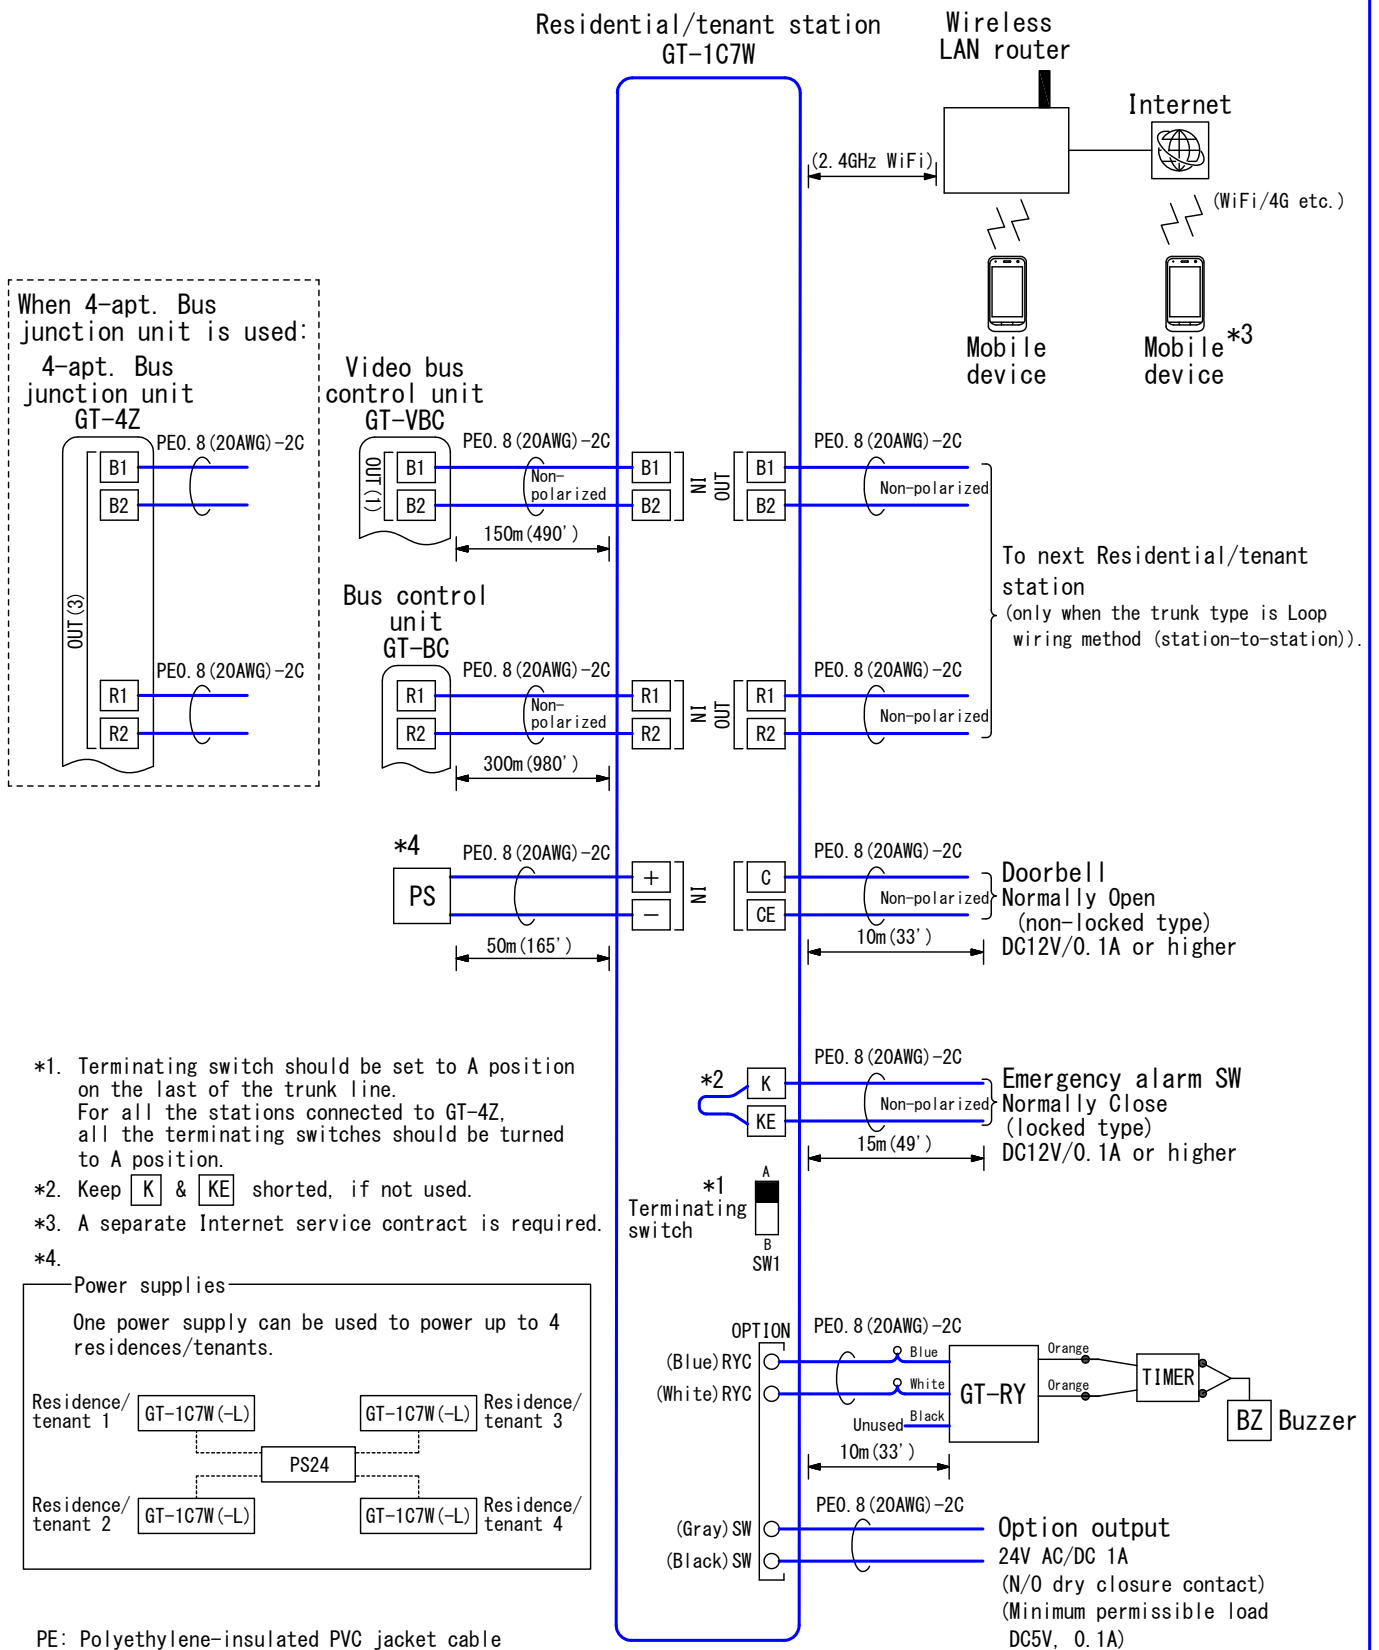 Residential/tenant station
GT-1C7W
Wireless
LAN router
Internet
(2.4GHz WiFi)
(WiFi/4G etc.)
Mobile
device
Mobile *3
device
When 4-apt. Bus
junction unit is used:
4-apt. Bus
junction unit
GT-4Z
PE0.8(20AWG)-2C
B1
B2
OUT(3)
PE0.8(20AWG)-2C
R1
R2
Video bus
control unit
GT-VBC
PE0.8(20AWG)-2C
OUT(1)
B1
B2
Non-
polarized
150m(490')
B1
B2
IN
OUT
B1
B2
PE0.8(20AWG)-2C
Non-polarized
To next Residential/tenant
station
(only when the trunk type is Loop
wiring method (station-to-station)).
Bus control
unit
GT-BC
PE0.8(20AWG)-2C
R1
R2
Non-
polarized
300m(980')
R1
R2
IN
OUT
R1
R2
PE0.8(20AWG)-2C
Non-polarized
*4
PS
PE0.8(20AWG)-2C
50m(165')
+
−
IN
C
CE
PE0.8(20AWG)-2C
Non-polarized
10m(33')
Doorbell
Normally Open
(non-locked type)
DC12V/0.1A or higher
*2
K
KE
PE0.8(20AWG)-2C
Non-polarized
15m(49')
Emergency alarm SW
Normally Close
(locked type)
DC12V/0.1A or higher
*1
Terminating
switch
A
B
SW1
*1. Terminating switch should be set to A position
on the last of the trunk line.
For all the stations connected to GT-4Z,
all the terminating switches should be turned
to A position.
*2. Keep K & KE shorted, if not used.
*3. A separate Internet service contract is required.
*4.
Power supplies
One power supply can be used to power up to 4
residences/tenants.
Residence/
tenant 1
GT-1C7W(-L)
GT-1C7W(-L)
Residence/
tenant 3
PS24
Residence/
tenant 2
GT-1C7W(-L)
GT-1C7W(-L)
Residence/
tenant 4
OPTION
(Blue)RYC
(White)RYC
PE0.8(20AWG)-2C
Blue
White
Unused
Black
10m(33')
GT-RY
Orange
Orange
TIMER
BZ
Buzzer
(Gray)SW
(Black)SW
PE0.8(20AWG)-2C
Option output
24V AC/DC 1A
(N/O dry closure contact)
(Minimum permissible load
DC5V, 0.1A)
PE: Polyethylene-insulated PVC jacket cable